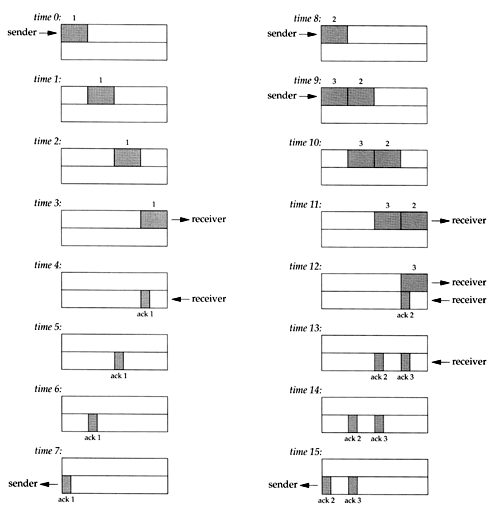 time 0:
1
sender
time 1:
1
time 2:
1
time 3:
1
receiver
time 4:
receiver
ack 1
time 5:
ack 1
time 6:
ack 1
time 7:
sender
ack 1
time 8:
2
sender
time 9:
3 2
sender
time 10:
3 2
time 11:
3 2
receiver
time 12:
3
receiver
receiver
ack 2
time 13:
receiver
ack 2 ack 3
time 14:
ack 2 ack 3
time 15:
sender
ack 2 ack 3